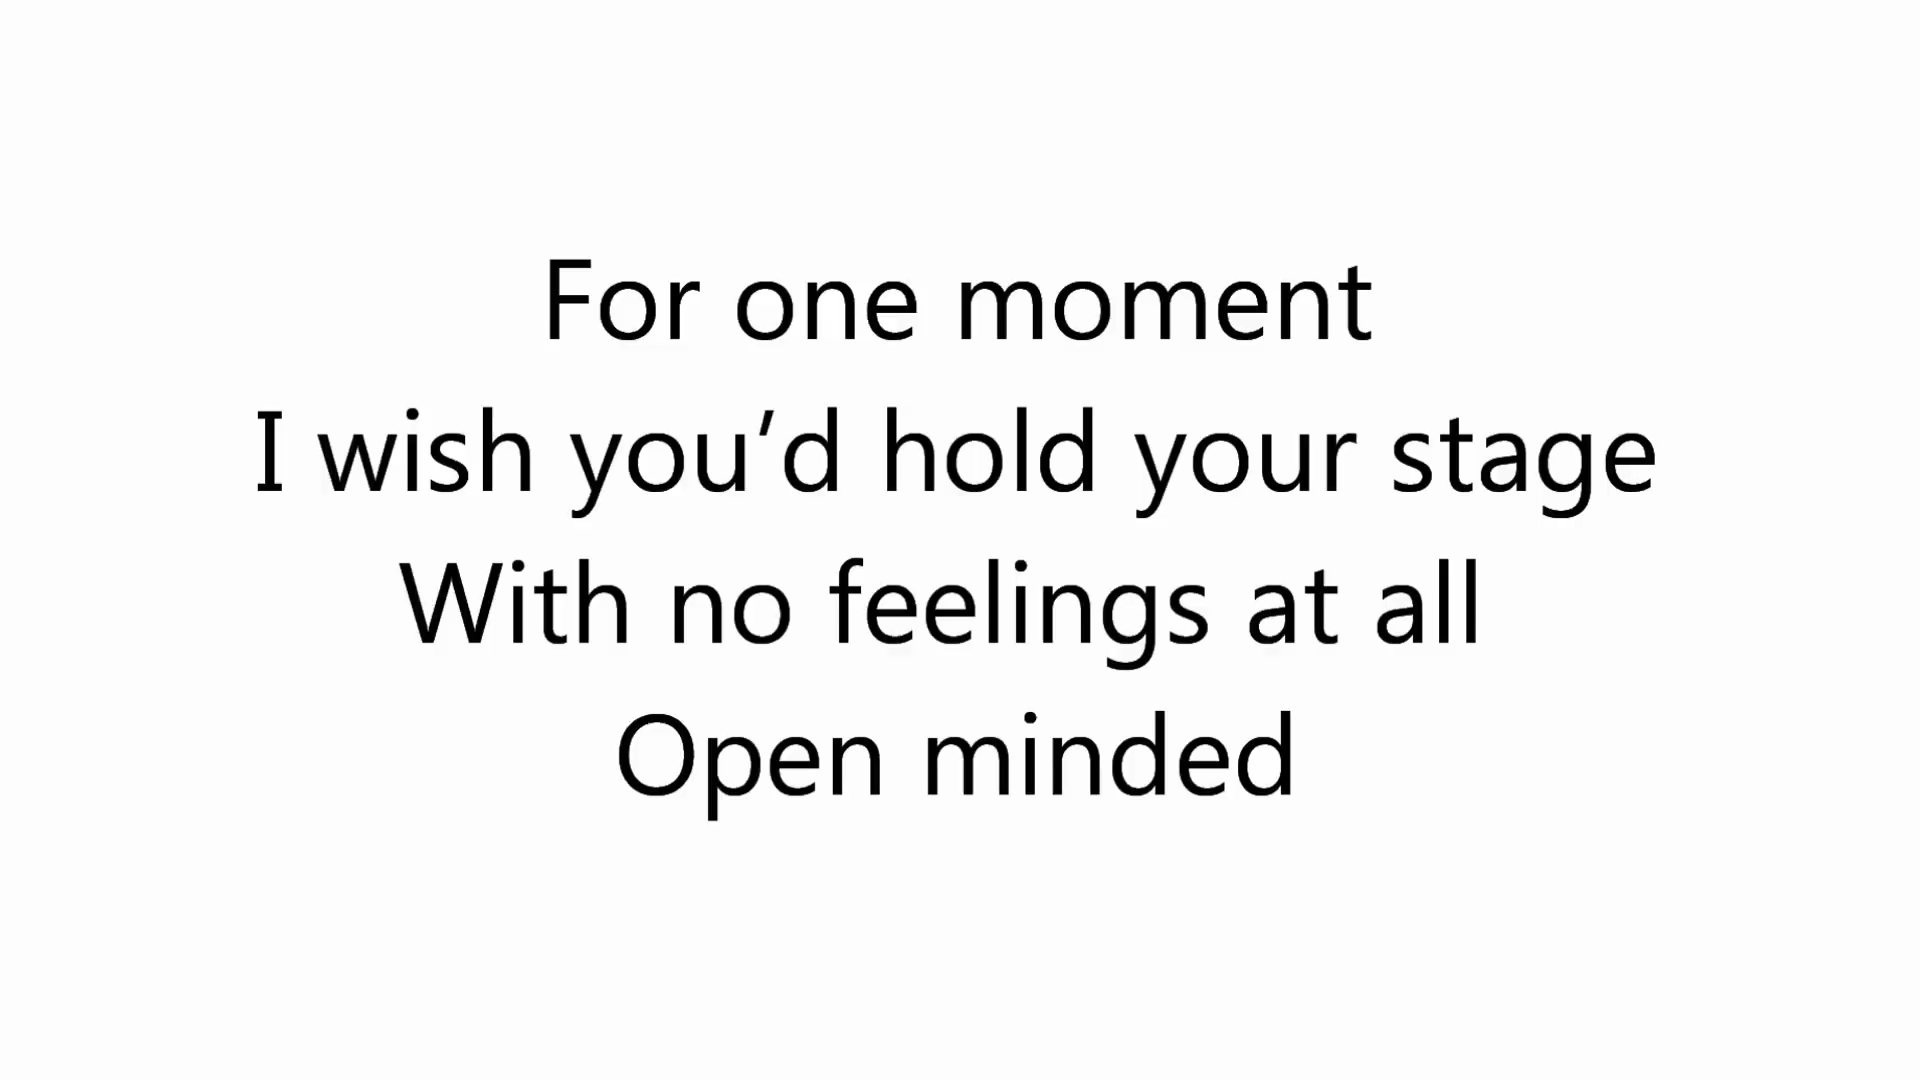 For one moment
I wish you’d hold your stage
With no feelings at all
Open minded